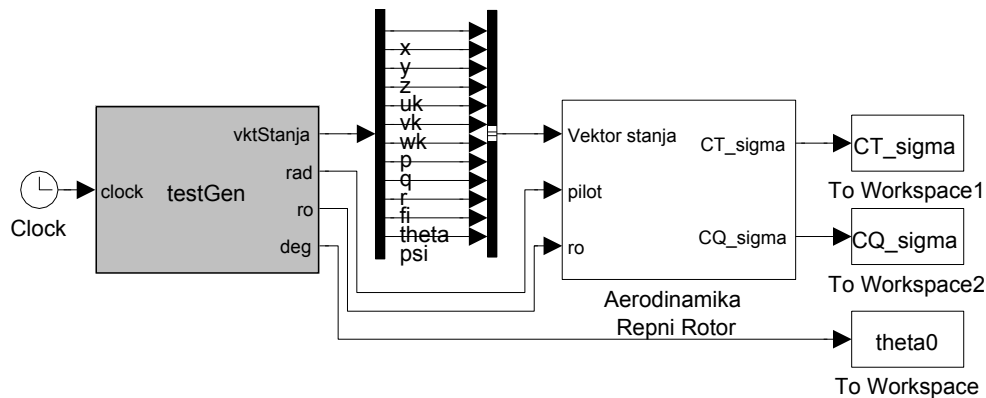 Clock
clock
testGen
vktStanja
rad
ro
deg
x
y
z
uk
vk
wk
p
q
r
fi
theta
psi
Vektor stanja
pilot
ro
CT_sigma
CQ_sigma
Aerodinamika
Repni Rotor
CT_sigma
To Workspace1
CQ_sigma
To Workspace2
theta0
To Workspace